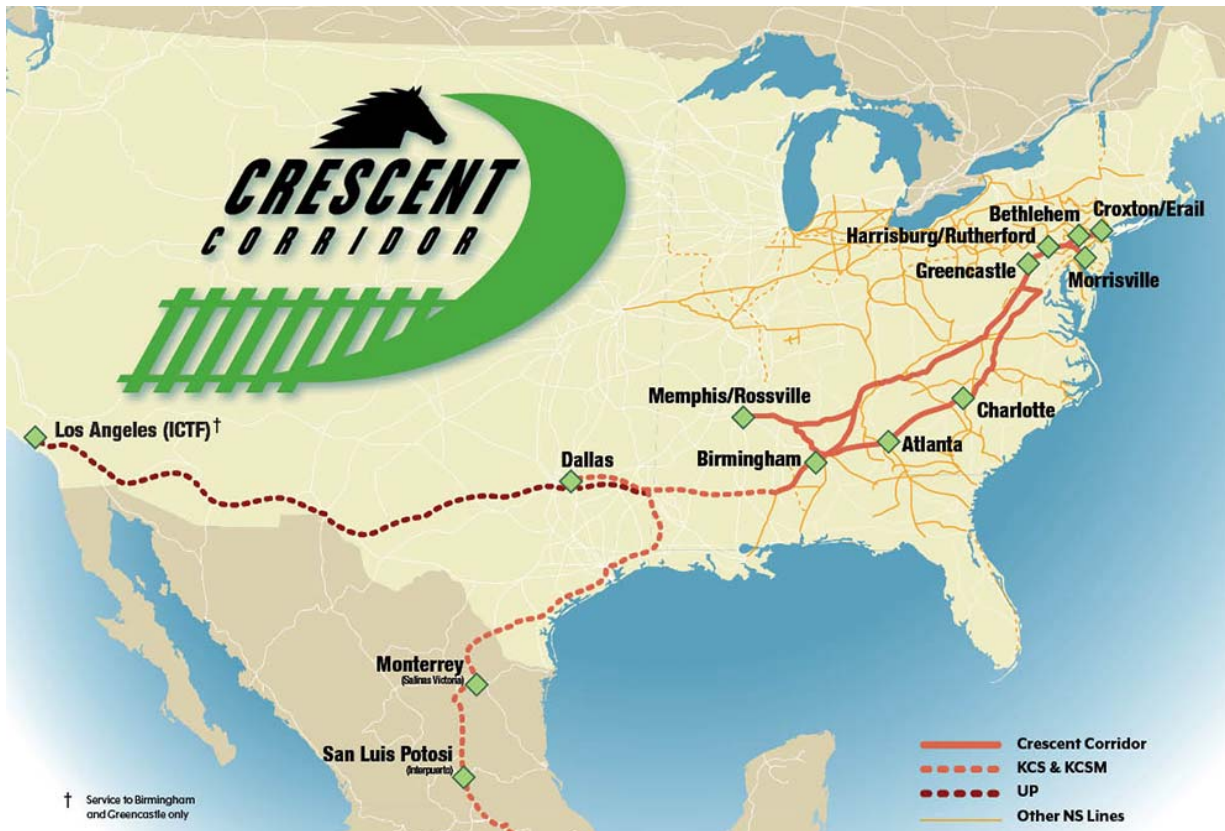 CRESCENT
CORRIDOR
Bethlehem
Croxton/Erail
Harrisburg/Rutherford
Greencastle
Morrisville
Memphis/Rossville
Charlotte
Los Angeles (ICTF)†
Dallas
Birmingham
Atlanta
Monterrey
(Salinas Victoria)
San Luis Potosi
(Interpuerto)
Crescent Corridor
KCS & KCSM
UP
Other NS Lines
† Service to Birmingham
and Greencastle only